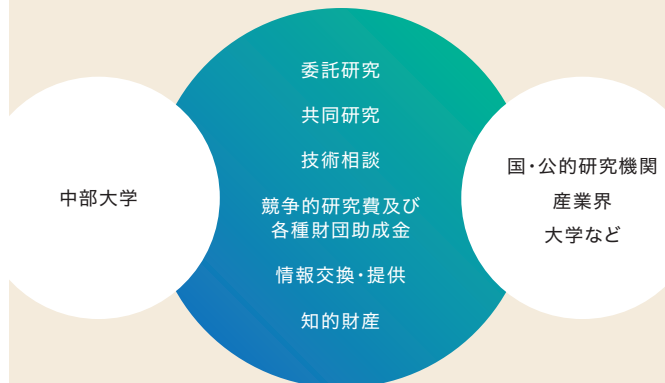 中部大学
委託研究
共同研究
技術相談
競争的研究費及び
各種財団助成金
情報交換・提供
知的財産
国・公的研究機関
産業界
大学など